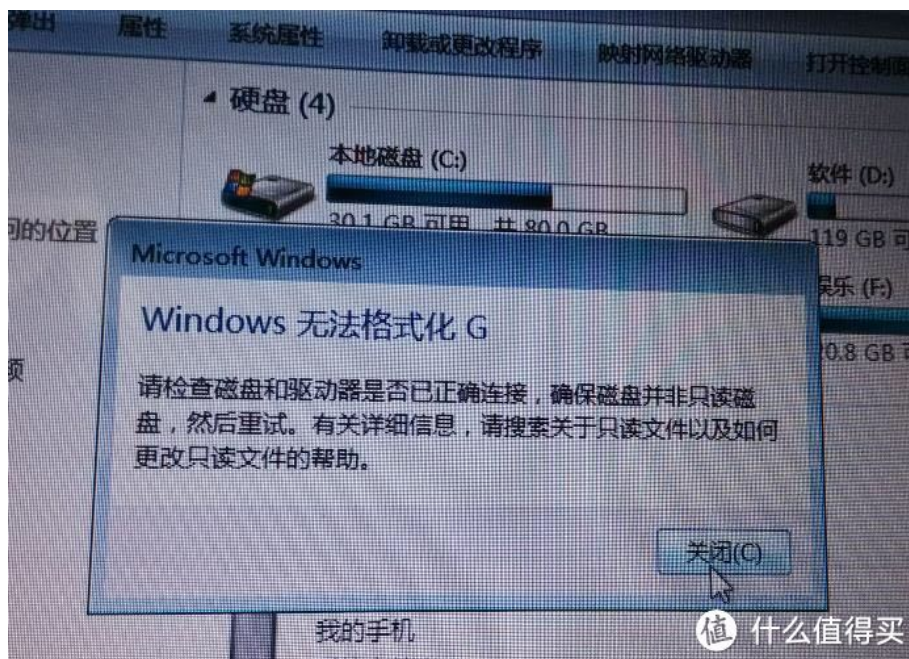 弹出 属性 系统属性 卸载或更改程序 映射网络驱动器 打开控制面
硬盘 (4)
本地磁盘 (C:)
软件 (D:)
30.1 GB 可用，共 80.0 GB
119 GB 可
问的位置
Microsoft Windows
娱乐 (F:)
Windows 无法格式化 G
0.8 GB 可
请检查磁盘和驱动器是否已正确连接，确保磁盘并非只读磁
盘，然后重试。有关详细信息，请搜索关于只读文件以及如何
更改只读文件的帮助。
关闭(C)
我的手机
值 什么值得买